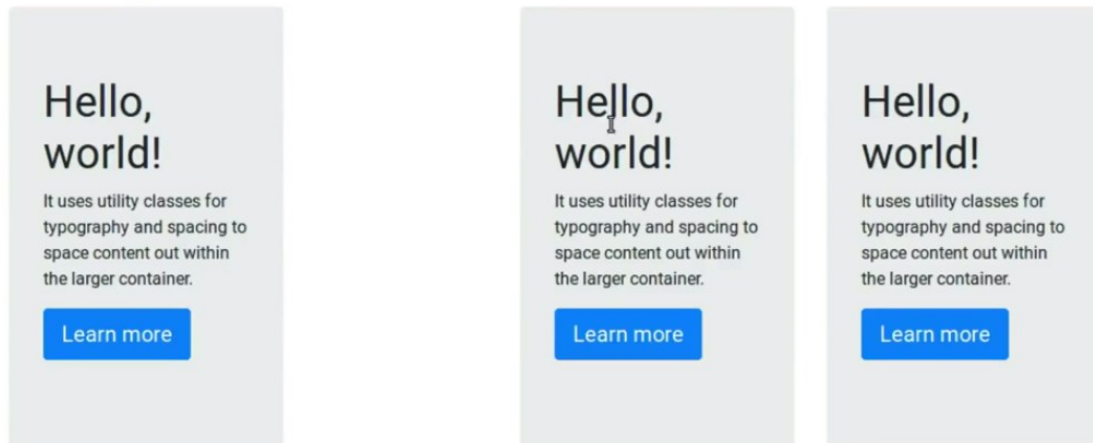 Hello,
world!
It uses utility classes for
typography and spacing to
space content out within
the larger container.
Learn more
Hello,
world!
It uses utility classes for
typography and spacing to
space content out within
the larger container.
Learn more
Hello,
world!
It uses utility classes for
typography and spacing to
space content out within
the larger container.
Learn more